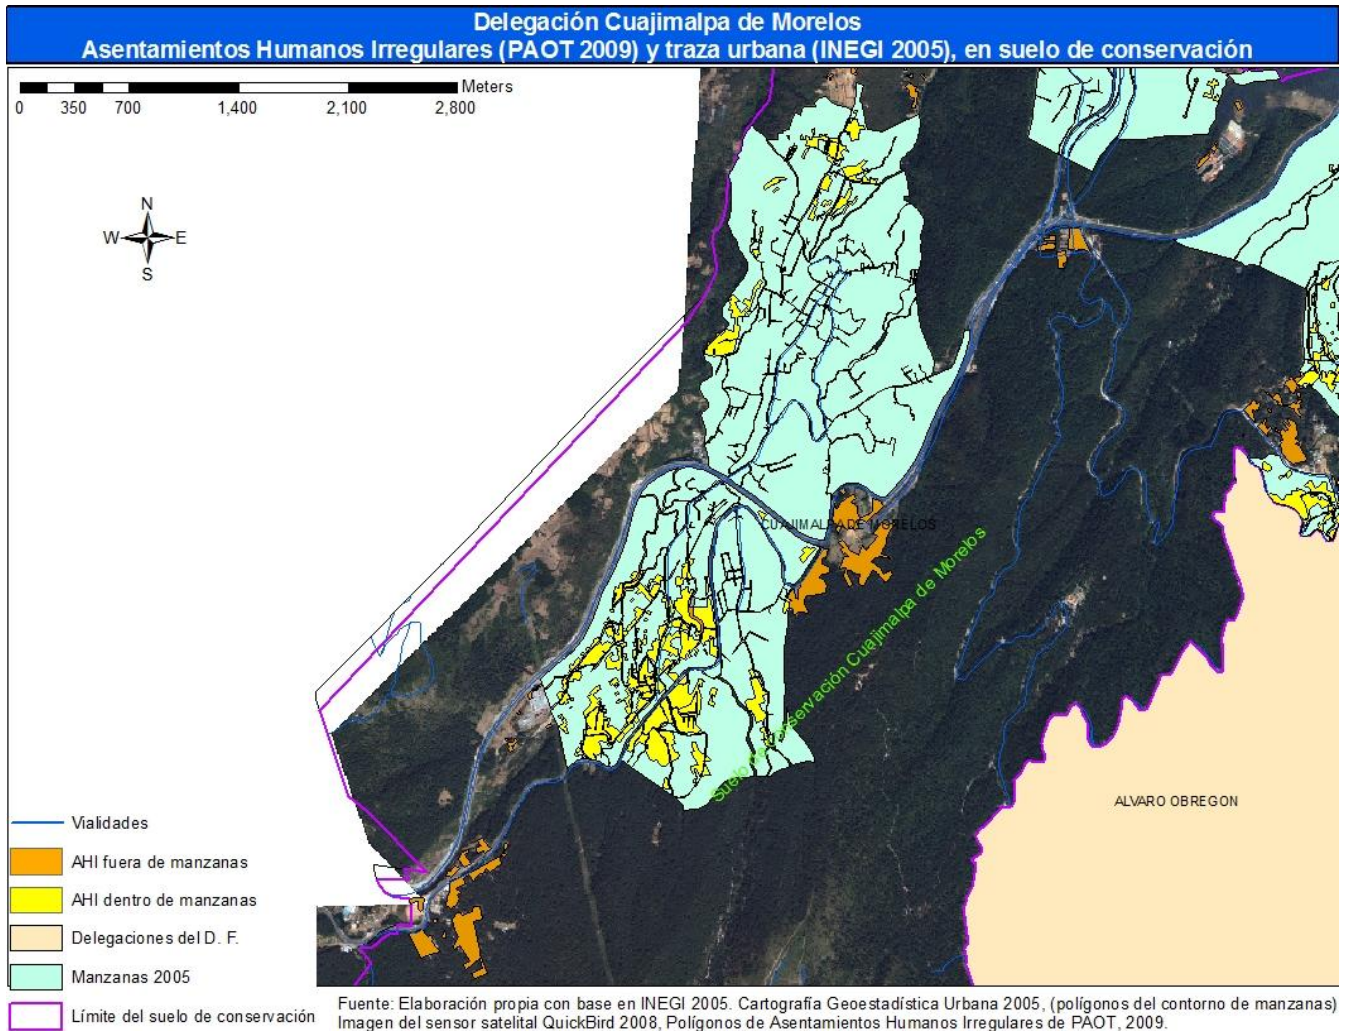 Delegación Cuajimalpa de Morelos
Asentamientos Humanos Irregulares (PAOT 2009) y traza urbana (INEGI 2005), en suelo de conservación
Meters
0 350 700 1,400 2,100 2,800
N
W E
S
CUAJIMALPA DE MORELOS
Suelo de conservación Cuajimalpa de Morelos
ALVARO OBREGON
Vialidades
AHI fuera de manzanas
AHI dentro de manzanas
Delegaciones del D. F.
Manzanas 2005
Límite del suelo de conservación
Fuente: Elaboración propia con base en INEGI 2005. Cartografía Geoestadística Urbana 2005, (polígonos del contorno de manzanas)
Imagen del sensor satelital QuickBird 2008, Polígonos de Asentamientos Humanos Irregulares de PAOT, 2009.